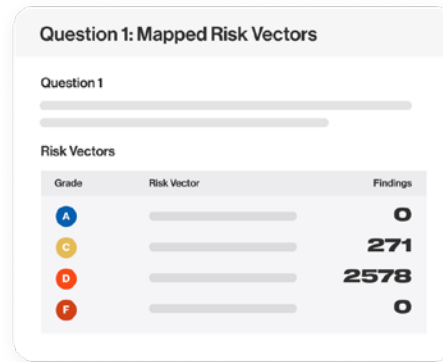 Question 1: Mapped Risk Vectors
Question 1
Risk Vectors
Grade Risk Vector Findings
A 0
C 271
D 2578
F 0